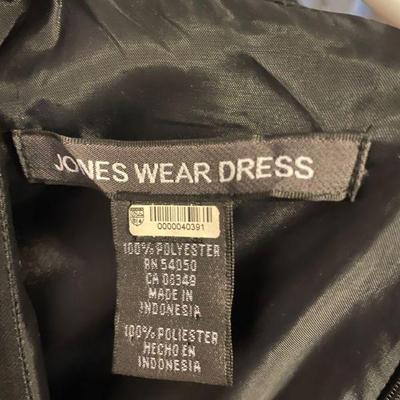 JONES WEAR DRESS
0000040391
100% POLYESTER
RN 54050
CA 08349
MADE IN
INDONESIA
100% POLIESTER
HECHO EN
INDONESIA